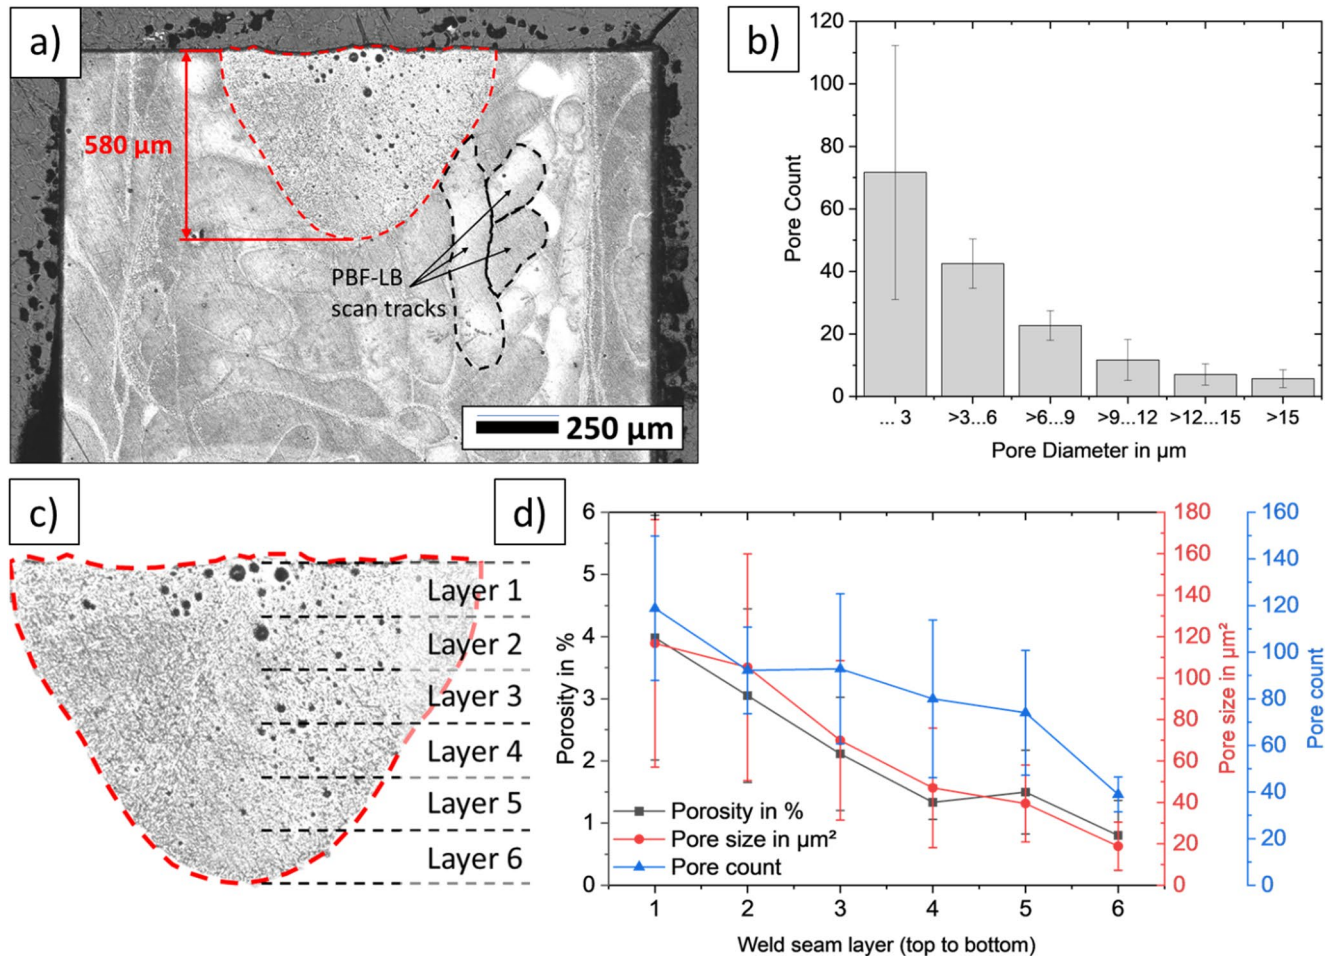 a)
580 µm
PBF-LB
scan tracks
250 µm
b)
120
100
80
60
40
20
0
Pore Count
... 3
>3...6
>6...9
>9...12
>12...15
>15
Pore Diameter in µm
c)
Layer 1
Layer 2
Layer 3
Layer 4
Layer 5
Layer 6
d)
6
5
4
3
2
1
0
Porosity in %
Porosity in %
Pore size in µm²
Pore count
1
2
3
4
5
6
Weld seam layer (top to bottom)
180
160
140
120
100
80
60
40
20
0
Pore size in µm²
160
140
120
100
80
60
40
20
0
Pore count